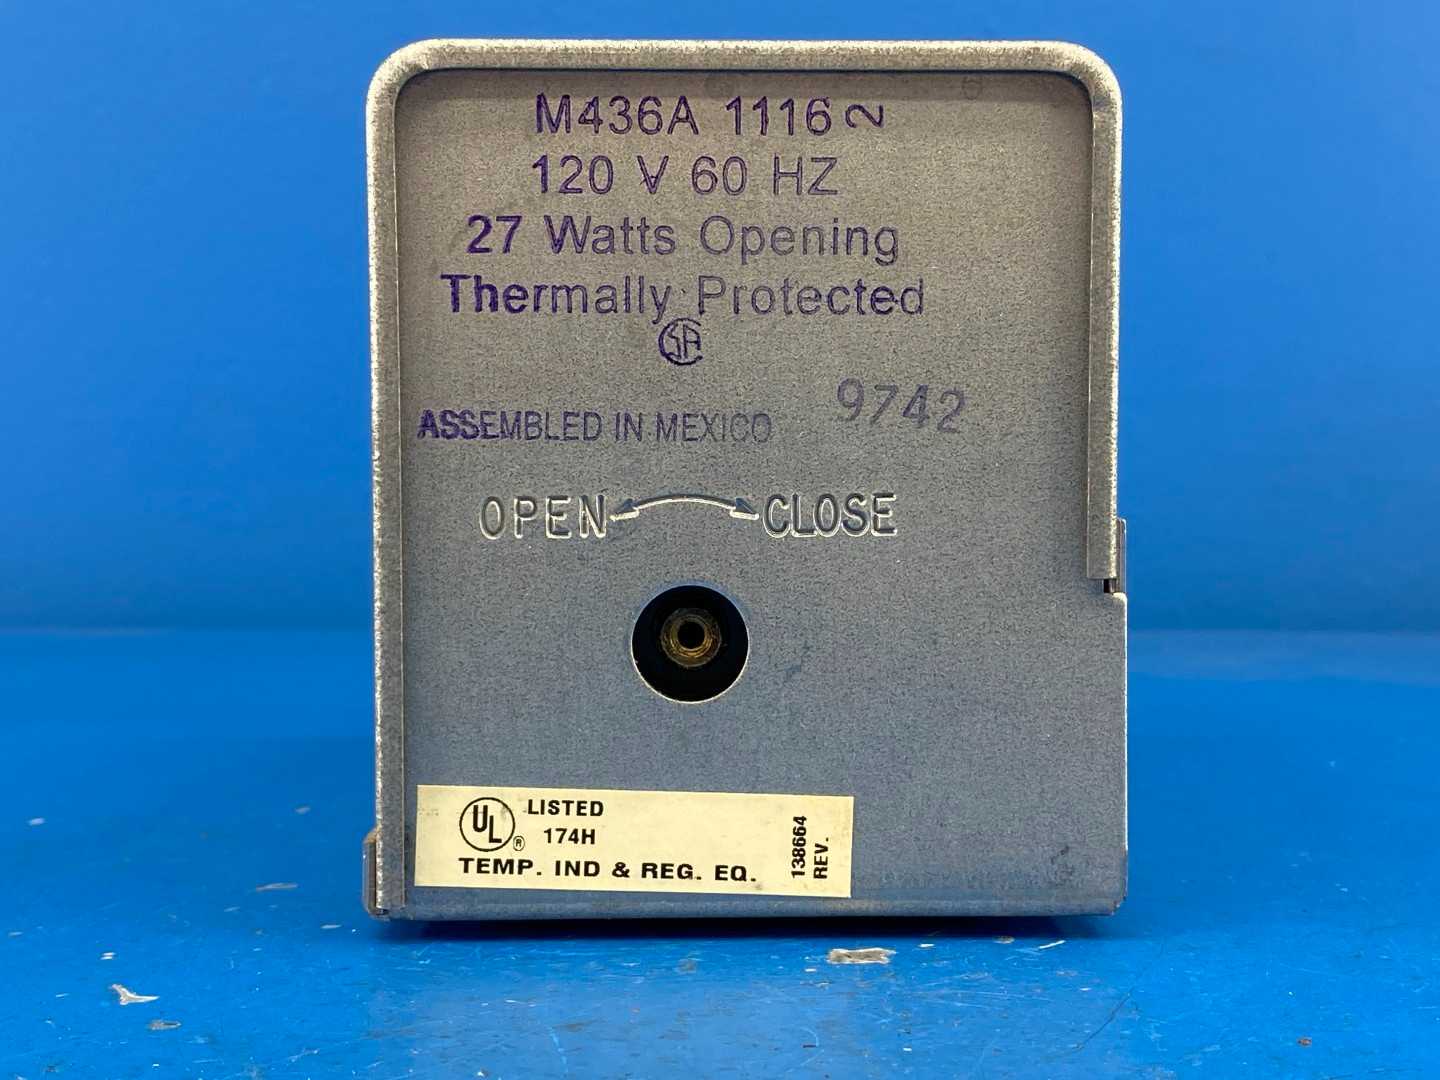 M436A 1116 2
120 V 60 HZ
27 Watts Opening
Thermally Protected
CSA
ASSEMBLED IN MEXICO 9742
OPEN CLOSE
UL® LISTED
174H
TEMP. IND & REG. EQ.
138664
REV.